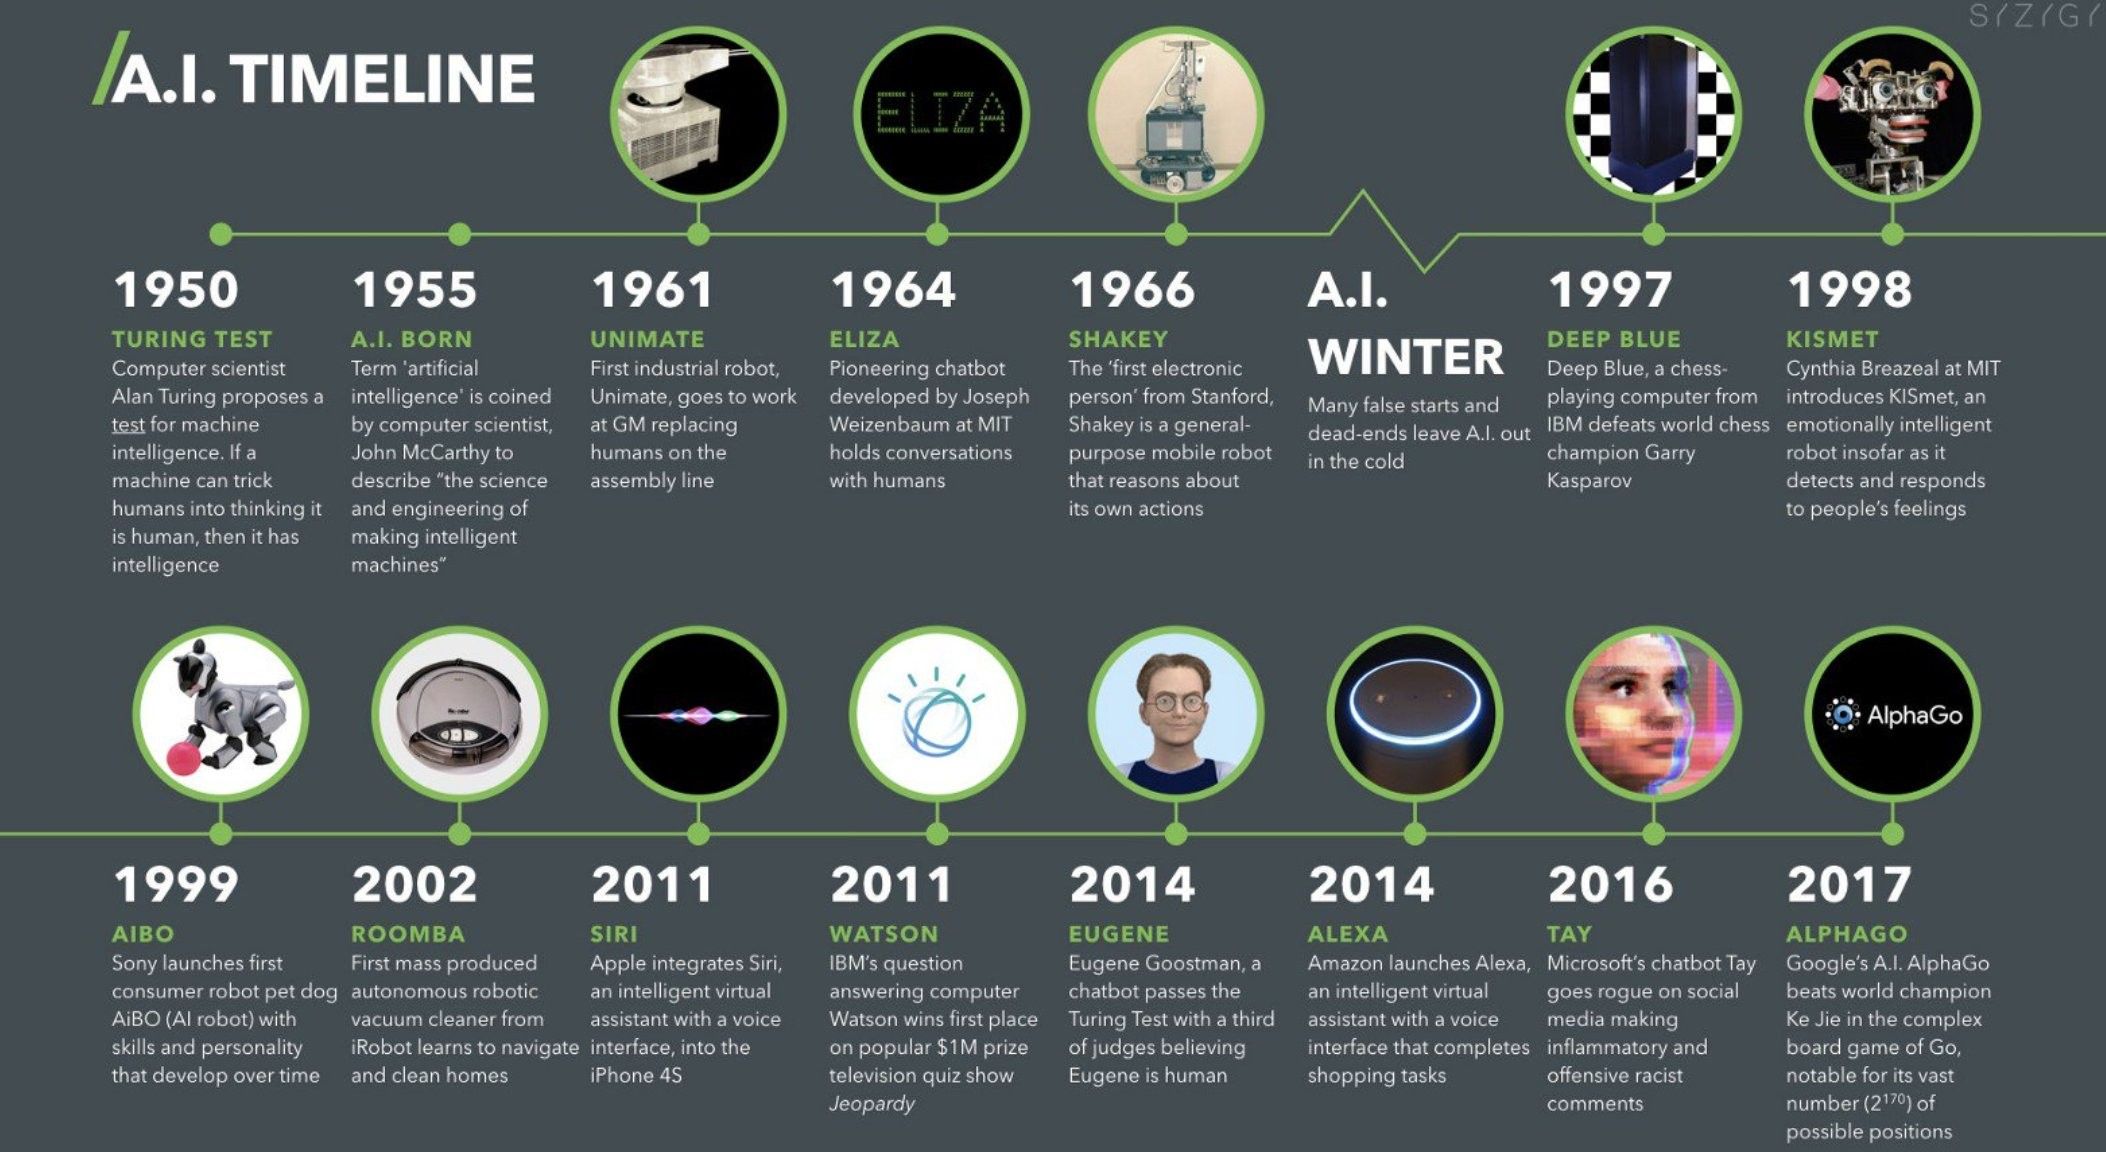 S/Z/G/
A.I. TIMELINE
ELIZA
1950
TURING TEST
Computer scientist
Alan Turing proposes a
test for machine
intelligence. If a
machine can trick
humans into thinking it
is human, then it has
intelligence
1955
A.I. BORN
Term 'artificial
intelligence' is coined
by computer scientist,
John McCarthy to
describe “the science
and engineering of
making intelligent
machines”
1961
UNIMATE
First industrial robot,
Unimate, goes to work
at GM replacing
humans on the
assembly line
1964
ELIZA
Pioneering chatbot
developed by Joseph
Weizenbaum at MIT
holds conversations
with humans
1966
SHAKEY
The ‘first electronic
person’ from Stanford,
Shakey is a general-
purpose mobile robot
that reasons about
its own actions
A.I.
WINTER
Many false starts and
dead-ends leave A.I. out
in the cold
1997
DEEP BLUE
Deep Blue, a chess-
playing computer from
IBM defeats world chess
champion Garry
Kasparov
1998
KISMET
Cynthia Breazeal at MIT
introduces KISmet, an
emotionally intelligent
robot insofar as it
detects and responds
to people’s feelings
AlphaGo
1999
AIBO
Sony launches first
consumer robot pet dog
AiBO (AI robot) with
skills and personality
that develop over time
2002
ROOMBA
First mass produced
autonomous robotic
vacuum cleaner from
iRobot learns to navigate
and clean homes
2011
SIRI
Apple integrates Siri,
an intelligent virtual
assistant with a voice
interface, into the
iPhone 4S
2011
WATSON
IBM’s question
answering computer
Watson wins first place
on popular $1M prize
television quiz show
Jeopardy
2014
EUGENE
Eugene Goostman, a
chatbot passes the
Turing Test with a third
of judges believing
Eugene is human
2014
ALEXA
Amazon launches Alexa,
an intelligent virtual
assistant with a voice
interface that completes
shopping tasks
2016
TAY
Microsoft’s chatbot Tay
goes rogue on social
media making
inflammatory and
offensive racist
comments
2017
ALPHAGO
Google’s A.I. AlphaGo
beats world champion
Ke Jie in the complex
board game of Go,
notable for its vast
number (2¹⁷⁰) of
possible positions